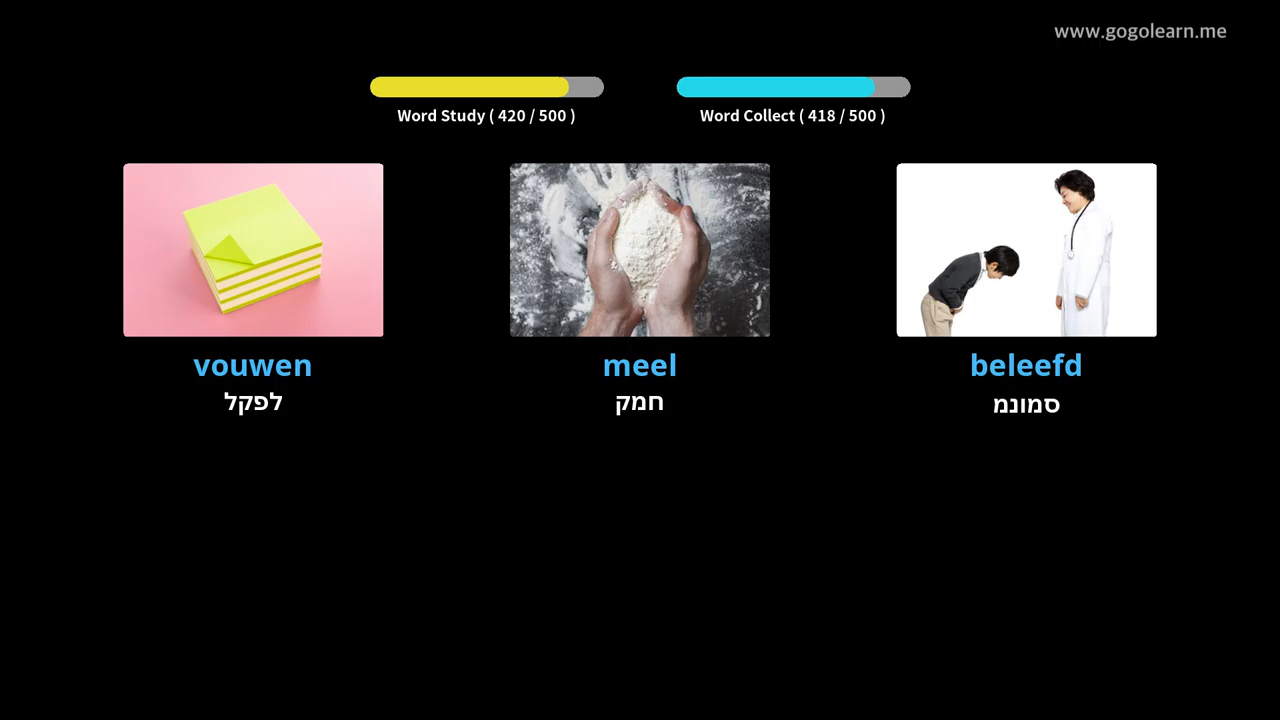 www.gogolearn.me
Word Study ( 420 / 500 )
Word Collect ( 418 / 500 )
vouwen
meel
beleefd
לפקל
חמק
סמונמ